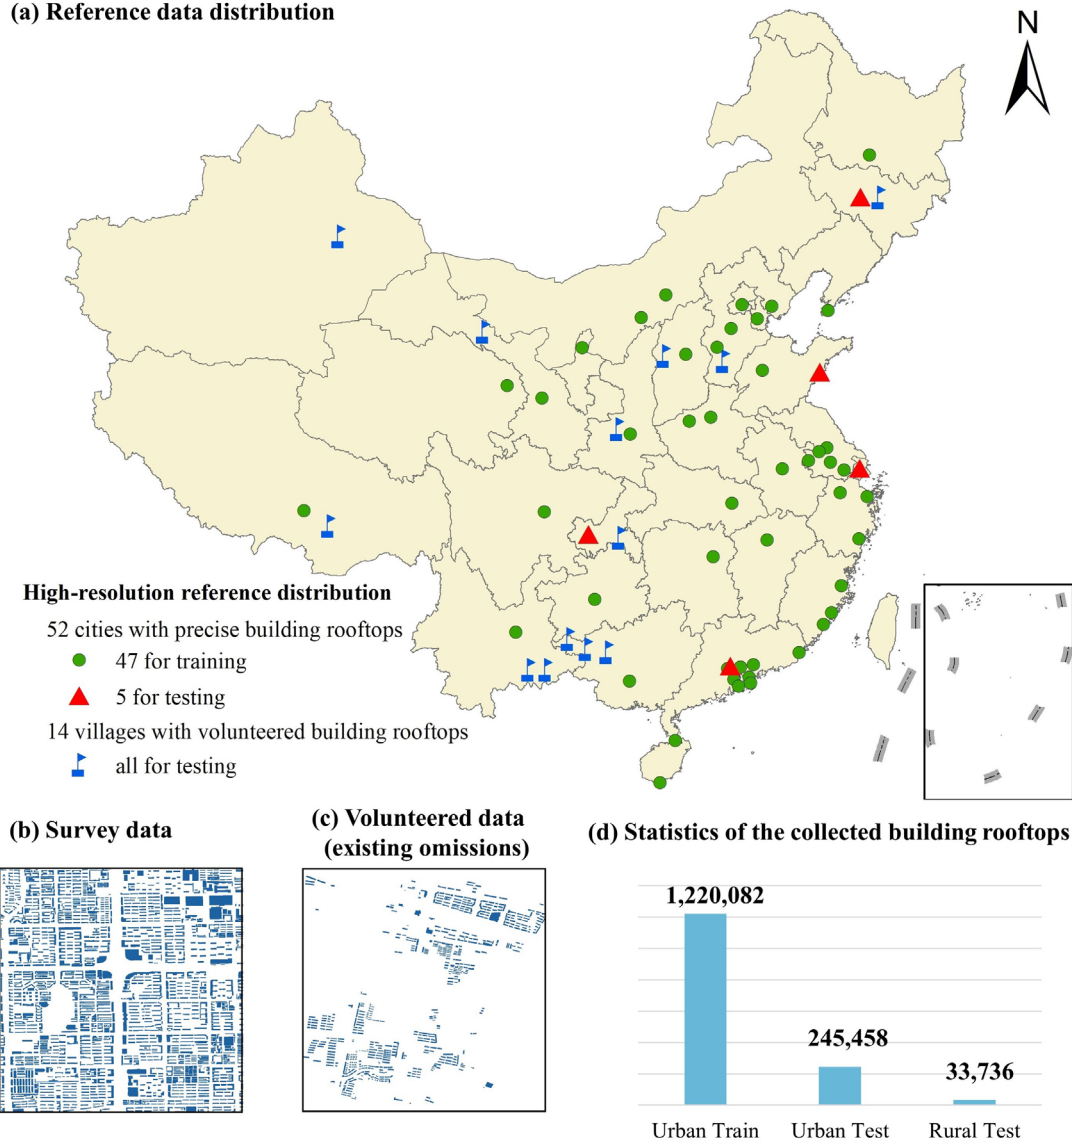 (a) Reference data distribution
N
High-resolution reference distribution
52 cities with precise building rooftops
47 for training
5 for testing
14 villages with volunteered building rooftops
all for testing
(b) Survey data
(c) Volunteered data
(existing omissions)
(d) Statistics of the collected building rooftops
1,220,082
245,458
33,736
Urban Train
Urban Test
Rural Test